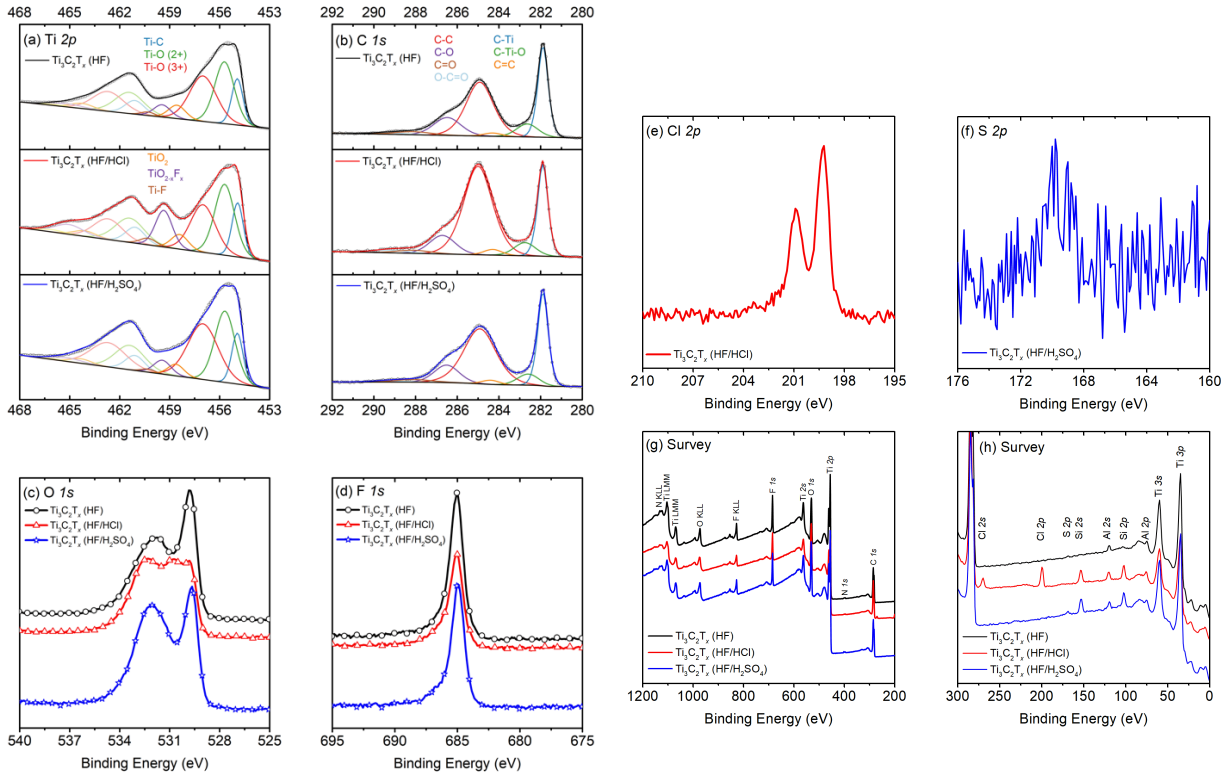 468 465 462 459 456 453
(a) Ti 2p
Ti-C
Ti-O (2+)
Ti-O (3+)
Ti₃C₂Tₓ (HF)
Ti₃C₂Tₓ (HF/HCl)
TiO₂
TiO₂₋ₓFₓ
Ti-F
Ti₃C₂Tₓ (HF/H₂SO₄)
468 465 462 459 456 453
Binding Energy (eV)
292 290 288 286 284 282 280
(b) C 1s
C-C C-Ti
C-O C-Ti-O
C=O C=C
O-C=O
Ti₃C₂Tₓ (HF)
Ti₃C₂Tₓ (HF/HCl)
Ti₃C₂Tₓ (HF/H₂SO₄)
292 290 288 286 284 282 280
Binding Energy (eV)
(c) O 1s
Ti₃C₂Tₓ (HF)
Ti₃C₂Tₓ (HF/HCl)
Ti₃C₂Tₓ (HF/H₂SO₄)
540 537 534 531 528 525
Binding Energy (eV)
(d) F 1s
Ti₃C₂Tₓ (HF)
Ti₃C₂Tₓ (HF/HCl)
Ti₃C₂Tₓ (HF/H₂SO₄)
695 690 685 680 675
Binding Energy (eV)
(e) Cl 2p
Ti₃C₂Tₓ (HF/HCl)
210 207 204 201 198 195
Binding Energy (eV)
(f) S 2p
Ti₃C₂Tₓ (HF/H₂SO₄)
176 172 168 164 160
Binding Energy (eV)
(g) Survey
N KLL
Ti LMM
Ti LMM
O KLL
F KLL
F 1s
Ti 2s
O 1s
Ti 2p
N 1s
C 1s
Ti₃C₂Tₓ (HF)
Ti₃C₂Tₓ (HF/HCl)
Ti₃C₂Tₓ (HF/H₂SO₄)
1200 1000 800 600 400 200
Binding Energy (eV)
(h) Survey
Cl 2s
Cl 2p
S 2p
Si 2s
Al 2s
Si 2p
Al 2p
Ti 3s
Ti 3p
Ti₃C₂Tₓ (HF)
Ti₃C₂Tₓ (HF/HCl)
Ti₃C₂Tₓ (HF/H₂SO₄)
300 250 200 150 100 50 0
Binding Energy (eV)